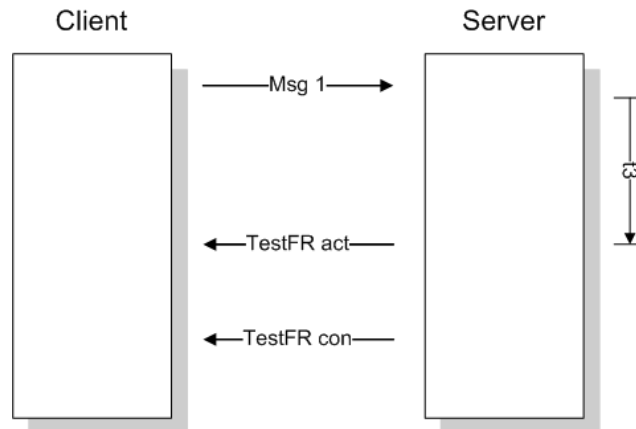 Client
Server
Msg 1
t3
TestFR act
TestFR con